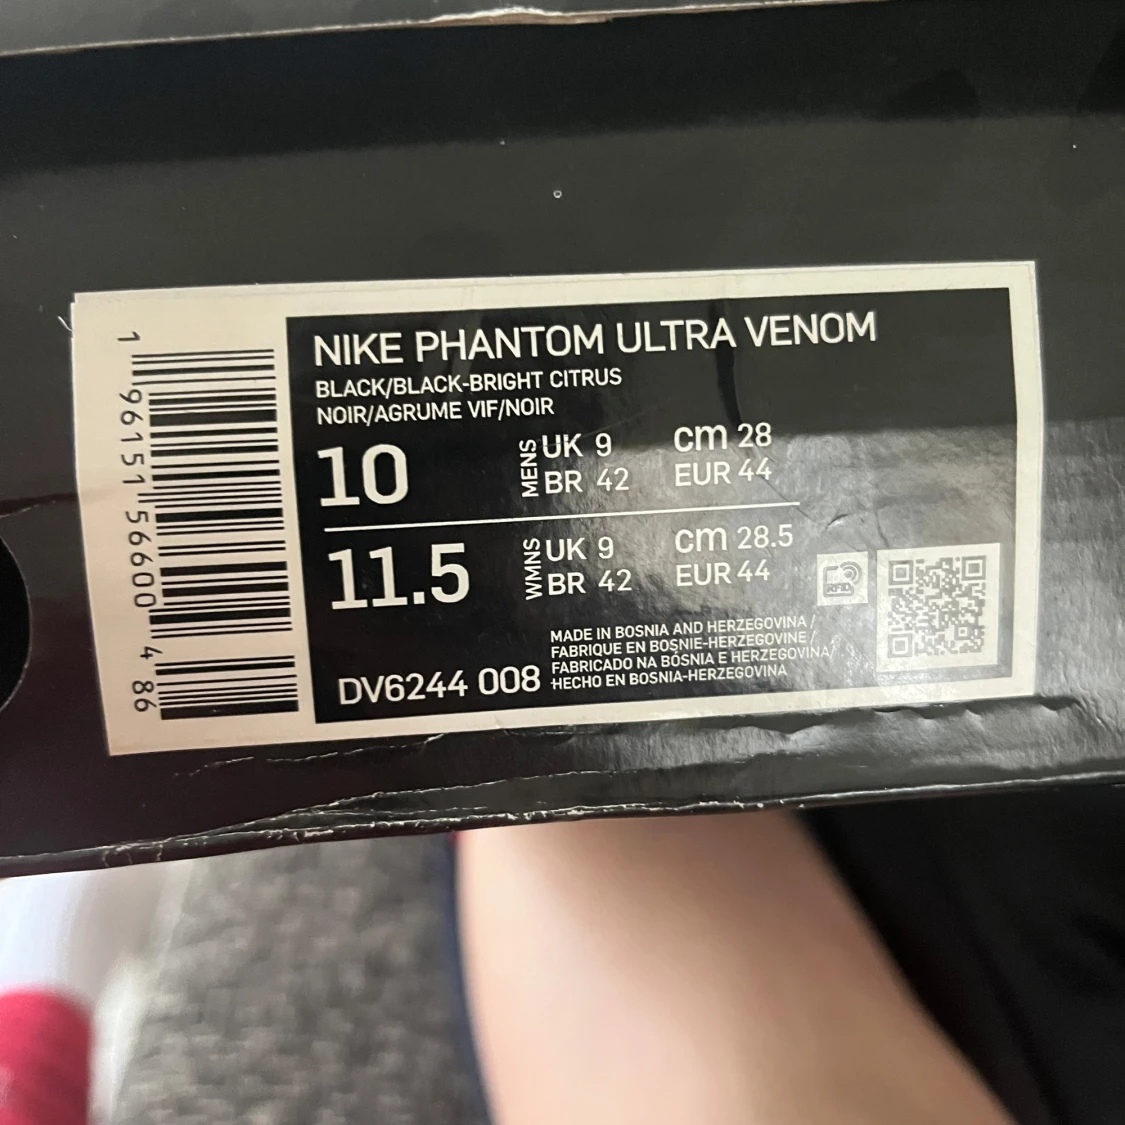 NIKE PHANTOM ULTRA VENOM
BLACK/BLACK-BRIGHT CITRUS
NOIR/AGRUME VIF/NOIR
10 MENS UK 9 cm 28
BR 42 EUR 44
11.5 WMNS UK 9 cm 28.5
BR 42 EUR 44
RFID
MADE IN BOSNIA AND HERZEGOVINA /
FABRIQUE EN BOSNIE-HERZEGOVINE /
FABRICADO NA BÓSNIA E HERZEGOVINA/
HECHO EN BOSNIA-HERZEGOVINA
DV6244 008
1 96151 56600 4 86